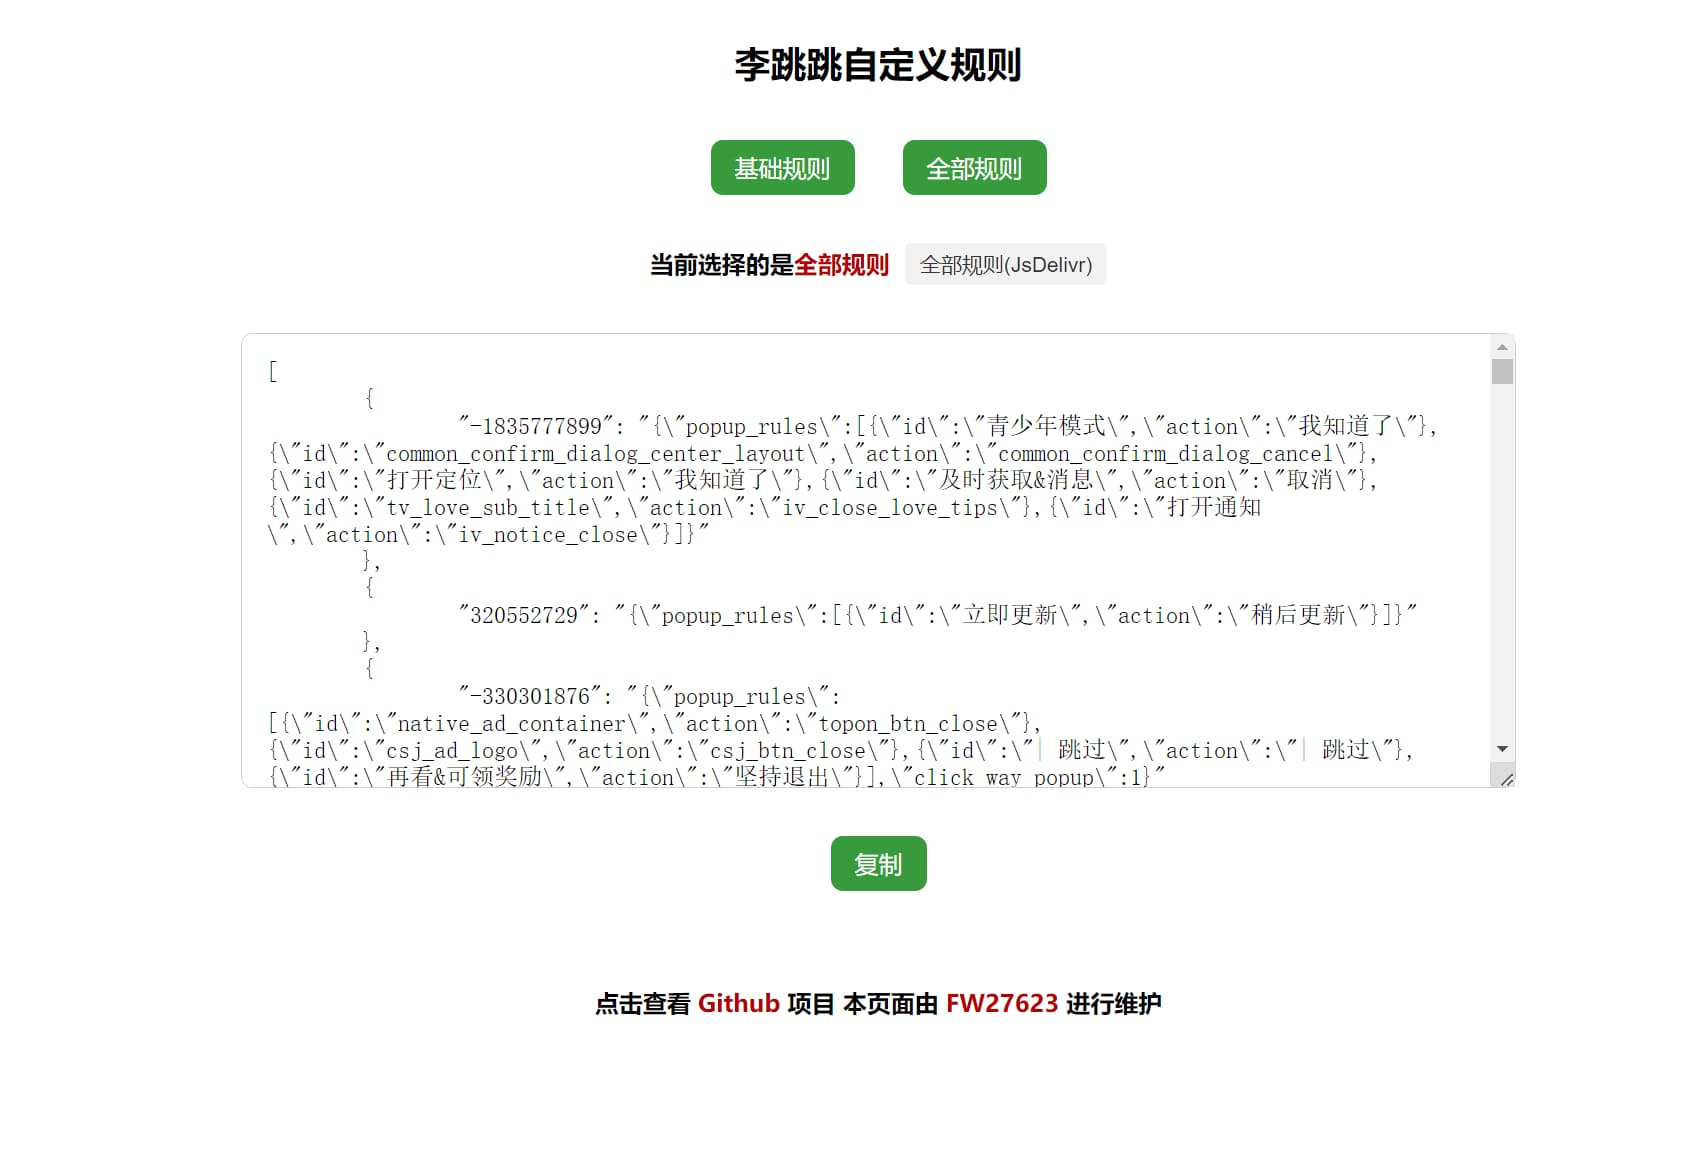 李跳跳自定义规则
基础规则 全部规则
当前选择的是全部规则 全部规则(JsDelivr)
[
{
"-1835777899": "{\"popup_rules\":[{\"id\":\"青少年模式\",\"action\":\"我知道了\"},
{\"id\":\"common_confirm_dialog_center_layout\",\"action\":\"common_confirm_dialog_cancel\"},
{\"id\":\"打开定位\",\"action\":\"我知道了\"},{\"id\":\"及时获取&消息\",\"action\":\"取消\"},
{\"id\":\"tv_love_sub_title\",\"action\":\"iv_close_love_tips\"},{\"id\":\"打开通知
\",\"action\":\"iv_notice_close\"}]}"
},
{
"320552729": "{\"popup_rules\":[{\"id\":\"立即更新\",\"action\":\"稍后更新\"}]}"
},
{
"-330301876": "{\"popup_rules\":
[{\"id\":\"native_ad_container\",\"action\":\"topon_btn_close\"},
{\"id\":\"csj_ad_logo\",\"action\":\"csj_btn_close\"},{\"id\":\"| 跳过\",\"action\":\"| 跳过\"},
{\"id\":\"再看&可领奖励\",\"action\":\"坚持退出\"}],\"click_way_popup\":1}"
复制
点击查看 Github 项目 本页面由 FW27623 进行维护